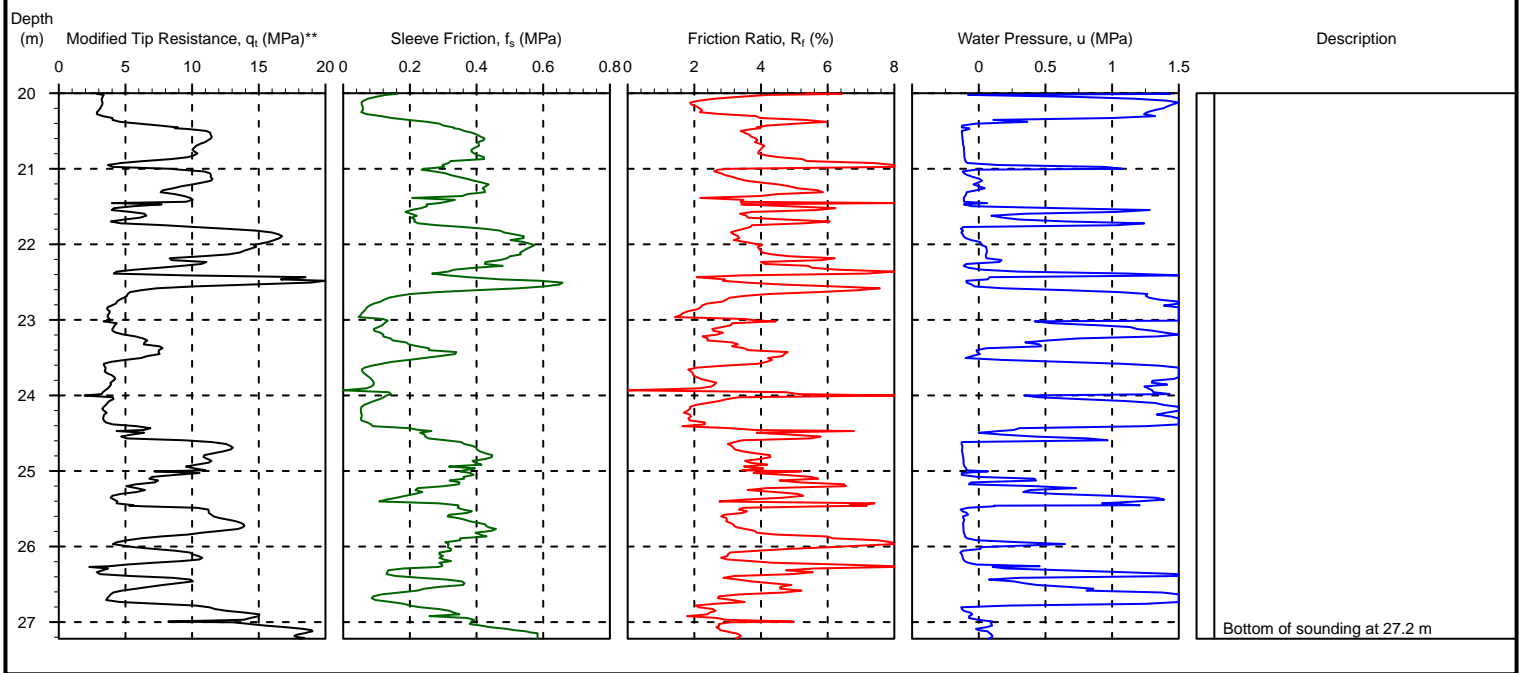 Depth
(m)
Modified Tip Resistance, qt (MPa)**
Sleeve Friction, fs (MPa)
Friction Ratio, Rf (%)
Water Pressure, u (MPa)
Description
0 5 10 15 20
0 0.2 0.4 0.6 0.8
0 2 4 6 8
0 0.5 1 1.5
20
21
22
23
24
25
26
27
Bottom of sounding at 27.2 m